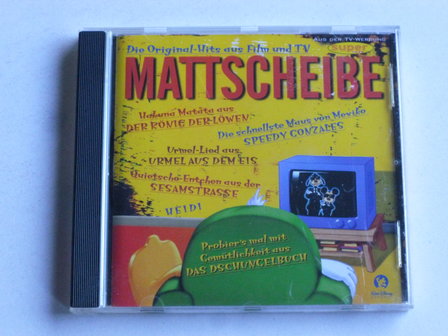 AUS DER TV-WERBUNG
Die Original-Hits aus Film und TV
super
MATTSCHEIBE
Hakuna Matata aus
DER KÖNIG DER LÖWEN
Die schnellste Maus von Mexiko
SPEEDY GONZALES
Urmel-Lied aus
URMEL AUS DEM EIS
Quietsche-Entchen aus der
SESAMSTRASSE
HEIDI
Probier's mal mit
Gemütlichkeit aus
DAS DSCHUNGELBUCH